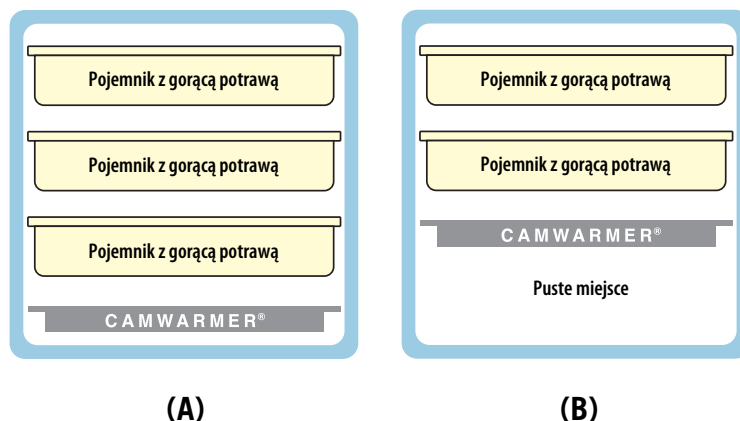 Pojemnik z gorącą potrawą
Pojemnik z gorącą potrawą
Pojemnik z gorącą potrawą
CAMWARMER®
(A)
Pojemnik z gorącą potrawą
Pojemnik z gorącą potrawą
CAMWARMER®
Puste miejsce
(B)